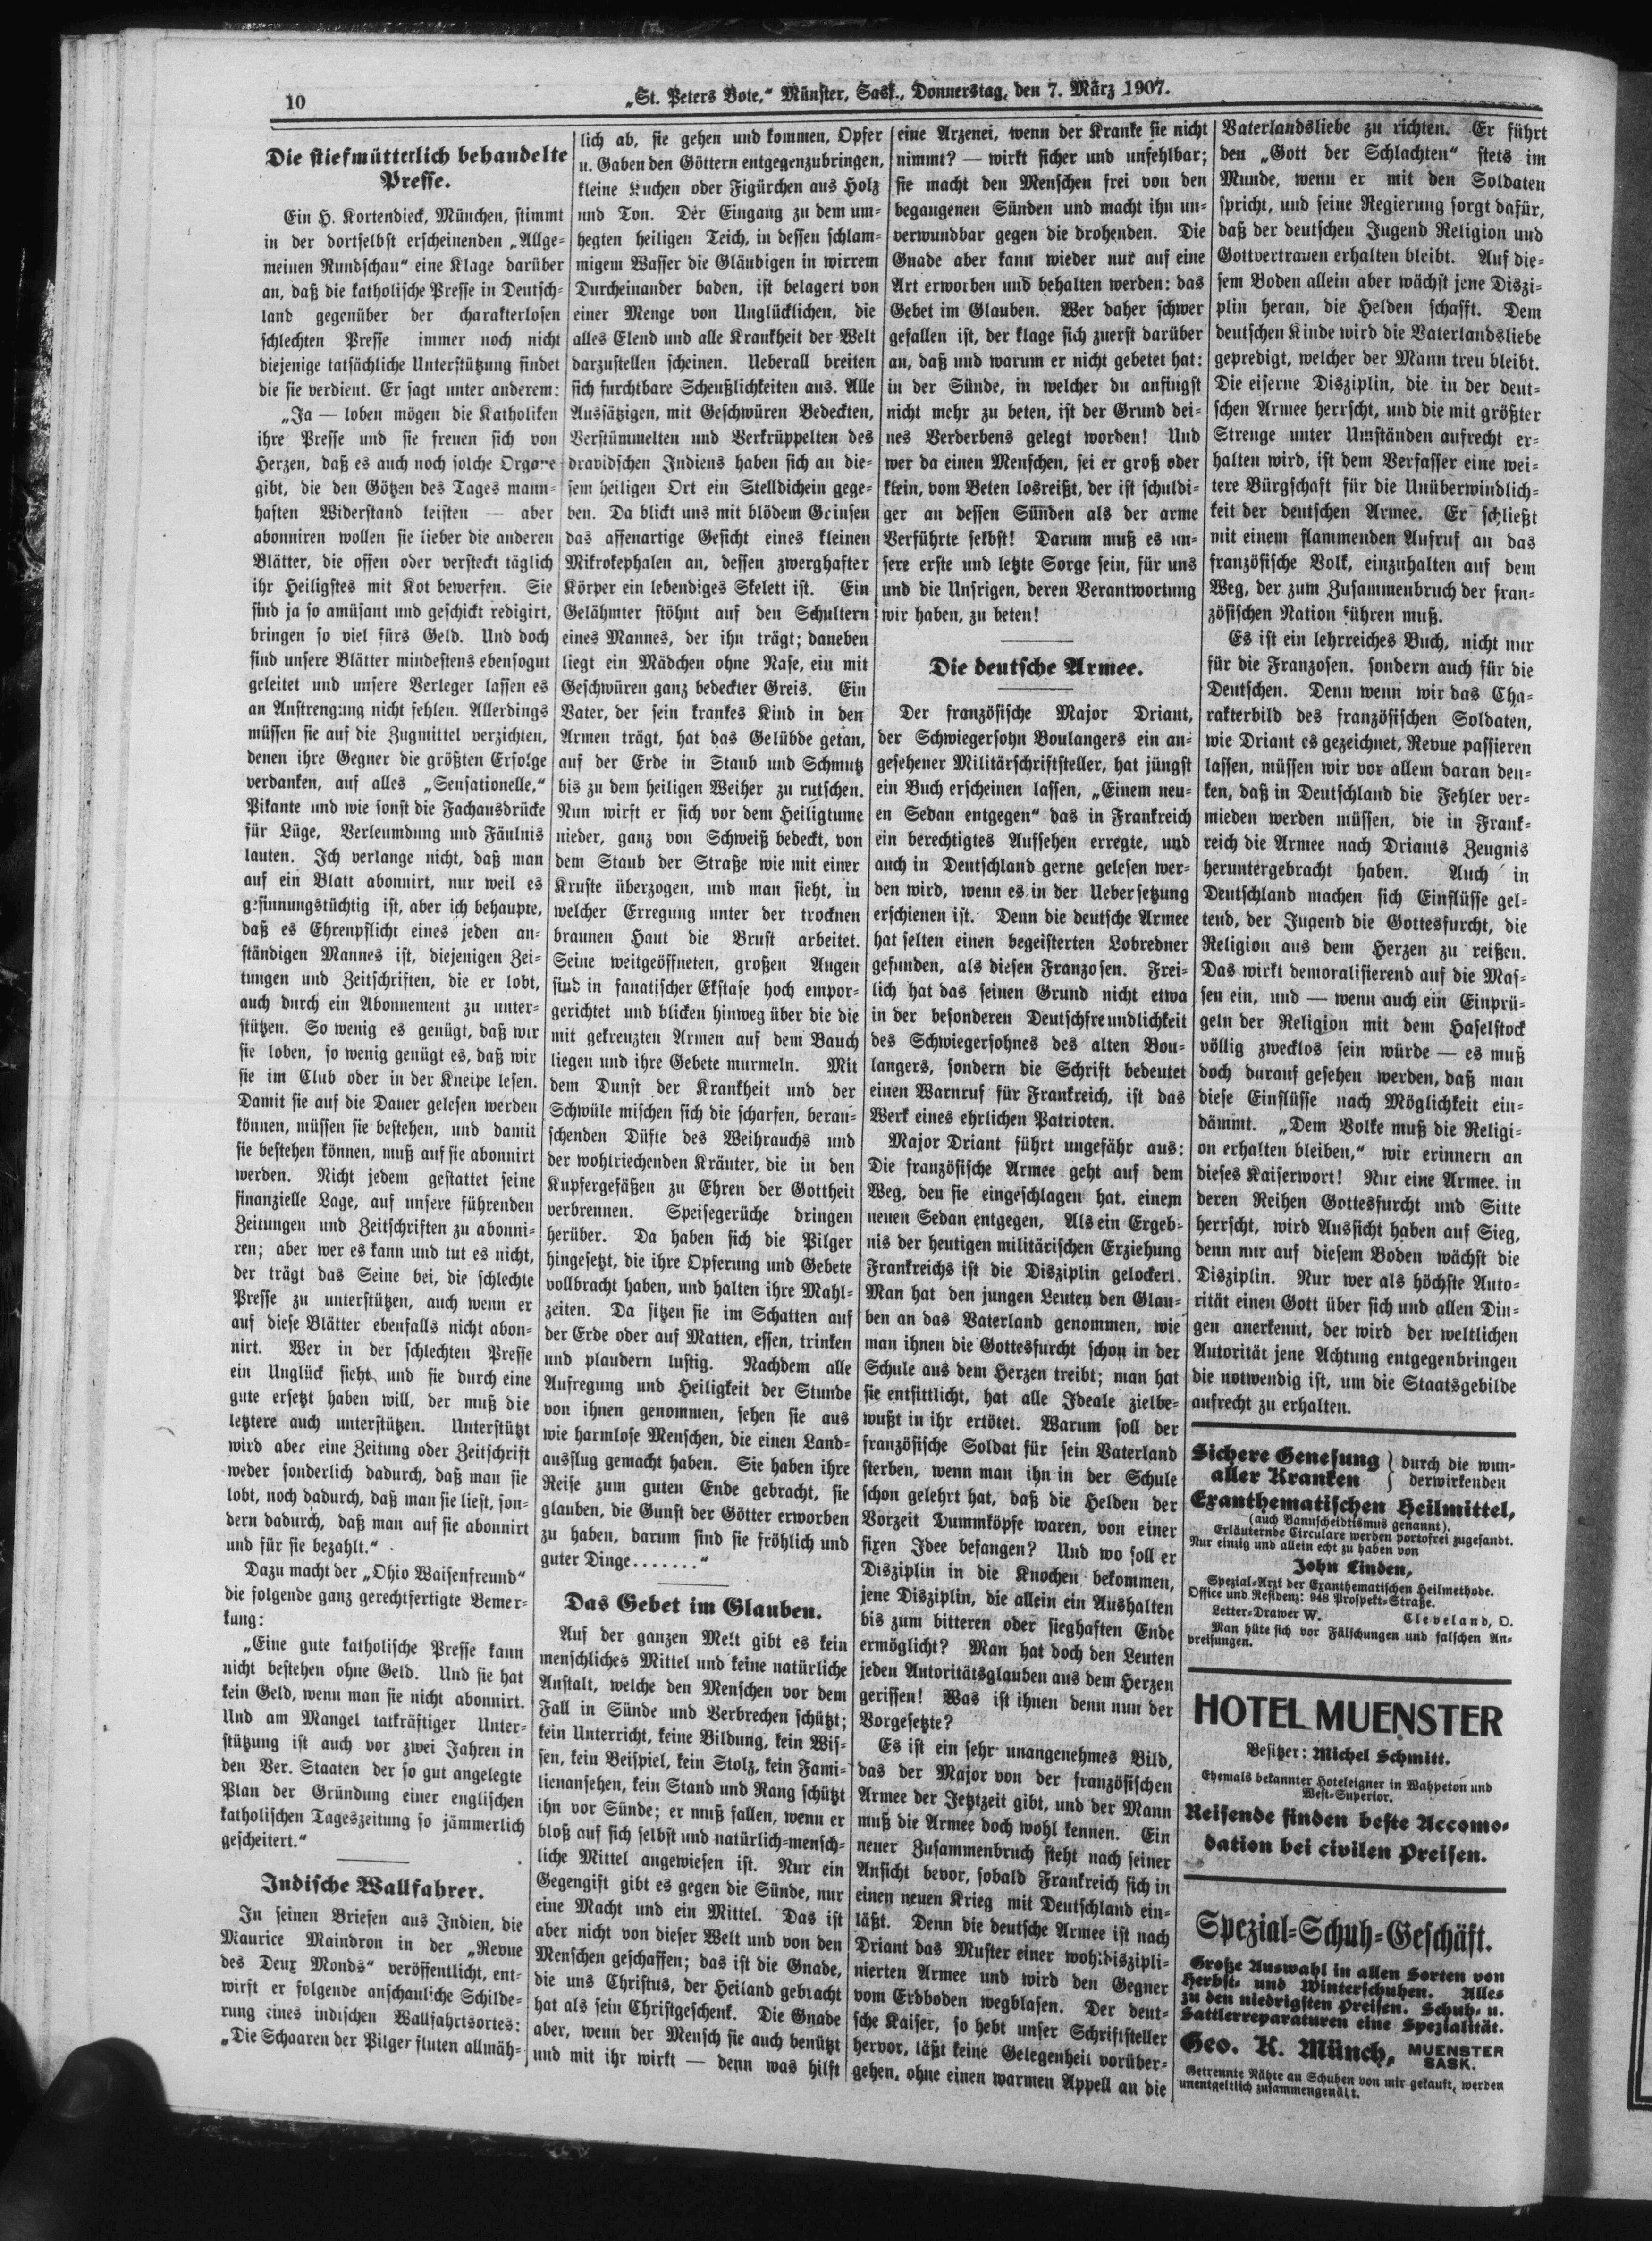 10
„St. Peters Bote,“ Münster, Sask., Donnerstag, den 7. März 1907.
Die stiefmütterlich behandelte
Presse.
Ein H. Kortendieck, München, stimmt
in der dortselbst erscheinenden „Allge-
meinen Rundschau“ eine Klage darüber
an, daß die katholische Presse in Deutsch-
land gegenüber der charakterlosen
schlechten Presse immer noch nicht
diejenige tatsächliche Unterstützung findet
die sie verdient. Er sagt unter anderem:
„Ja — loben mögen die Katholiken
ihre Presse und sie freuen sich von
Herzen, daß es auch noch solche Organe
gibt, die den Götzen des Tages mann-
haften Widerstand leisten — aber
abonniren wollen sie lieber die anderen
Blätter, die offen oder versteckt täglich
ihr Heiligstes mit Kot bewerfen. Sie
sind ja so amüsant und geschickt redigirt,
bringen so viel fürs Geld. Und doch
sind unsere Blätter mindestens ebensogut
geleitet und unsere Verleger lassen es
an Anstrengung nicht fehlen. Allerdings
müssen sie auf die Zugmittel verzichten,
denen ihre Gegner die größten Erfolge
verdanken, auf alles „Sensationelle,“
Pikante und wie sonst die Fachausdrücke
für Lüge, Verleumdung und Fäulnis
lauten. Ich verlange nicht, daß man
auf ein Blatt abonnirt, nur weil es
gesinnungstüchtig ist, aber ich behaupte,
daß es Ehrenpflicht eines jeden an-
ständigen Mannes ist, diejenigen Zei-
tungen und Zeitschriften, die er lobt,
auch durch ein Abonnement zu unter-
stützen. So wenig es genügt, daß wir
sie loben, so wenig genügt es, daß wir
sie im Club oder in der Kneipe lesen.
Damit sie auf die Dauer gelesen werden
können, müssen sie bestehen, und damit
sie bestehen können, muß auf sie abonnirt
werden. Nicht jedem gestattet seine
finanzielle Lage, auf unsere führenden
Zeitungen und Zeitschriften zu abonni-
ren; aber wer es kann und tut es nicht,
der trägt das Seine bei, die schlechte
Presse zu unterstützen, auch wenn er
auf diese Blätter ebenfalls nicht abon-
nirt. Wer in der schlechten Presse
ein Unglück sieht, und sie durch eine
gute ersetzt haben will, der muß die
letztere auch unterstützen. Unterstützt
wird aber eine Zeitung oder Zeitschrift
weder sonderlich dadurch, daß man sie
lobt, noch dadurch, daß man sie liest, son-
dern dadurch, daß man auf sie abonnirt
und für sie bezahlt.“
Dazu macht der „Ohio Waisenfreund“
die folgende ganz gerechtfertigte Bemer-
kung:
„Eine gute katholische Presse kann
nicht bestehen ohne Geld. Und sie hat
kein Geld, wenn man sie nicht abonnirt.
Und am Mangel tatkräftiger Unter-
stützung ist auch vor zwei Jahren in
den Ver. Staaten der so gut angelegte
Plan der Gründung einer englischen
katholischen Tageszeitung so jämmerlich
gescheitert.“
Indische Wallfahrer.
In seinen Briefen aus Indien, die
Maurice Maindron in der „Revue
des Deux Monds“ veröffentlicht, ent-
wirft er folgende anschauliche Schilde-
rung eines indischen Wallfahrtsortes:
„Die Schaaren der Pilger fluten allmäh-
lich ab, sie gehen und kommen, Opfer
u. Gaben den Göttern entgegenzubringen,
kleine Kuchen oder Figürchen aus Holz
und Ton. Der Eingang zu dem um-
hegten heiligen Teich, in dessen schlam-
migem Wasser die Gläubigen in wirrem
Durcheinander baden, ist belagert von
einer Menge von Unglücklichen, die
alles Elend und alle Krankheit der Welt
darzustellen scheinen. Ueberall breiten
sich furchtbare Scheußlichkeiten aus. Alle
Aussätzigen, mit Geschwüren Bedeckten,
Verstümmelten und Verkrüppelten des
dravidschen Indiens haben sich an die-
sem heiligen Ort ein Stelldichein gege-
ben. Da blickt uns mit blödem Grinsen
das affenartige Gesicht eines kleinen
Mikrokephalen an, dessen zwerghafter
Körper ein lebendiges Skelett ist. Ein
Gelähmter stöhnt auf den Schultern
eines Mannes, der ihn trägt; daneben
liegt ein Mädchen ohne Nase, ein mit
Geschwüren ganz bedeckter Greis. Ein
Vater, der sein krankes Kind in den
Armen trägt, hat das Gelübde getan,
auf der Erde in Staub und Schmutz
bis zu dem heiligen Weiher zu rutschen.
Nun wirft er sich vor dem Heiligtume
nieder, ganz von Schweiß bedeckt, von
dem Staub der Straße wie mit einer
Kruste überzogen, und man sieht, in
welcher Erregung unter der trocknen
braunen Haut die Brust arbeitet.
Seine weitgeöffneten, großen Augen
sind in fanatischer Ekstase hoch empor-
gerichtet und blicken hinweg über die die
mit gekreuzten Armen auf dem Bauch
liegen und ihre Gebete murmeln. Mit
dem Dunst der Krankheit und der
Schwüle mischen sich die scharfen, berau-
schenden Düfte des Weihrauchs und
der wohlriechenden Kräuter, die in den
Kupfergefäßen zu Ehren der Gottheit
verbrennen. Speisegerüche dringen
herüber. Da haben sich die Pilger
hingesetzt, die ihre Opferung und Gebete
vollbracht haben, und halten ihre Mahl-
zeiten. Da sitzen sie im Schatten auf
der Erde oder auf Matten, essen, trinken
und plaudern lustig. Nachdem alle
Aufregung und Heiligkeit der Stunde
von ihnen genommen, sehen sie aus
wie harmlose Menschen, die einen Land-
ausflug gemacht haben. Sie haben ihre
Reise zum guten Ende gebracht, sie
glauben, die Gunst der Götter erworben
zu haben, darum sind sie fröhlich und
guter Dinge.......“
Das Gebet im Glauben.
Auf der ganzen Welt gibt es kein
menschliches Mittel und keine natürliche
Anstalt, welche den Menschen vor dem
Fall in Sünde und Verbrechen schützt;
kein Unterricht, keine Bildung, kein Wis-
sen, kein Beispiel, kein Stolz, kein Fami-
lienansehen, kein Stand und Rang schützt
ihn vor Sünde; er muß fallen, wenn er
bloß auf sich selbst und natürlich-mensch-
liche Mittel angewiesen ist. Nur ein
Gegengift gibt es gegen die Sünde, nur
eine Macht und ein Mittel. Das ist
aber nicht von dieser Welt und von den
Menschen geschaffen; das ist die Gnade,
die uns Christus, der Heiland gebracht
hat als sein Christgeschenk. Die Gnade
aber, wenn der Mensch sie auch benützt
und mit ihr wirkt — denn was hilft
eine Arzenei, wenn der Kranke sie nicht
nimmt? — wirkt sicher und unfehlbar;
sie macht den Menschen frei von den
begangenen Sünden und macht ihn un-
verwundbar gegen die drohenden. Die
Gnade aber kann wieder nur auf eine
Art erworben und behalten werden: das
Gebet im Glauben. Wer daher schwer
gefallen ist, der klage sich zuerst darüber
an, daß und warum er nicht gebetet hat:
in der Sünde, in welcher du anfingst
nicht mehr zu beten, ist der Grund dei-
nes Verderbens gelegt worden! Und
wer da einen Menschen, sei er groß oder
klein, vom Beten losreißt, der ist schuldi-
ger an dessen Sünden als der arme
Verführte selbst! Darum muß es un-
sere erste und letzte Sorge sein, für uns
und die Unsrigen, deren Verantwortung
wir haben, zu beten!
Die deutsche Armee.
Der französische Major Driant,
der Schwiegersohn Boulangers ein an-
gesehener Militärschriftsteller, hat jüngst
ein Buch erscheinen lassen, „Einem neu-
en Sedan entgegen“ das in Frankreich
ein berechtigtes Aufsehen erregte, und
auch in Deutschland gerne gelesen wer-
den wird, wenn es in der Uebersetzung
erschienen ist. Denn die deutsche Armee
hat selten einen begeisterten Lobredner
gefunden, als diesen Franzosen. Frei-
lich hat das seinen Grund nicht etwa
in der besonderen Deutschfreundlichkeit
des Schwiegersohnes des alten Bou-
langers, sondern die Schrift bedeutet
einen Warnruf für Frankreich, ist das
Werk eines ehrlichen Patrioten.
Major Driant führt ungefähr aus:
Die französische Armee geht auf dem
Weg, den sie eingeschlagen hat, einem
neuen Sedan entgegen, Als ein Ergeb-
nis der heutigen militärischen Erziehung
Frankreichs ist die Disziplin gelockert.
Man hat den jungen Leuten den Glau-
ben an das Vaterland genommen, wie
man ihnen die Gottesfurcht schon in der
Schule aus dem Herzen treibt; man hat
sie entsittlicht, hat alle Ideale zielbe-
wußt in ihr ertötet. Warum soll der
französische Soldat für sein Vaterland
sterben, wenn man ihn in der Schule
schon gelehrt hat, daß die Helden der
Vorzeit Dummköpfe waren, von einer
fixen Idee befangen? Und wo soll er
Disziplin in die Knochen bekommen,
jene Disziplin, die allein ein Aushalten
bis zum bitteren oder sieghaften Ende
ermöglicht? Man hat doch den Leuten
jeden Autoritätsglauben aus dem Herzen
gerissen! Was ist ihnen denn nun der
Vorgesetzte?
Es ist ein sehr unangenehmes Bild,
das der Major von der französischen
Armee der Jetztzeit gibt, und der Mann
muß die Armee doch wohl kennen. Ein
neuer Zusammenbruch steht nach seiner
Ansicht bevor, sobald Frankreich sich in
einen neuen Krieg mit Deutschland ein-
läßt. Denn die deutsche Armee ist nach
Driant das Muster einer wohldiszipli-
nierten Armee und wird den Gegner
vom Erdboden wegblasen. Der deut-
sche Kaiser, so hebt unser Schriftsteller
hervor, läßt keine Gelegenheit vorüber-
gehen, ohne einen warmen Appell an die
Vaterlandsliebe zu richten. Er führt
den „Gott der Schlachten“ stets im
Munde, wenn er mit den Soldaten
spricht, und seine Regierung sorgt dafür,
daß der deutschen Jugend Religion und
Gottvertrauen erhalten bleibt. Auf die-
sem Boden allein aber wächst jene Diszi-
plin heran, die Helden schafft. Dem
deutschen Kinde wird die Vaterlandsliebe
gepredigt, welcher der Mann treu bleibt.
Die eiserne Disziplin, die in der deut-
schen Armee herrscht, und die mit größter
Strenge unter Umständen aufrecht er-
halten wird, ist dem Verfasser eine wei-
tere Bürgschaft für die Unüberwindlich-
keit der deutschen Armee. Er schließt
mit einem flammenden Aufruf an das
französische Volk, einzuhalten auf dem
Weg, der zum Zusammenbruch der fran-
zösischen Nation führen muß.
Es ist ein lehrreiches Buch, nicht nur
für die Franzosen. sondern auch für die
Deutschen. Denn wenn wir das Cha-
rakterbild des französischen Soldaten,
wie Driant es gezeichnet, Revue passieren
lassen, müssen wir vor allem daran den-
ken, daß in Deutschland die Fehler ver-
mieden werden müssen, die in Frank-
reich die Armee nach Driants Zeugnis
heruntergebracht haben. Auch in
Deutschland machen sich Einflüsse gel-
tend, der Jugend die Gottesfurcht, die
Religion aus dem Herzen zu reißen.
Das wirkt demoralisierend auf die Mas-
sen ein, und — wenn auch ein Einprü-
geln der Religion mit dem Haselstock
völlig zwecklos sein würde — es muß
doch darauf gesehen werden, daß man
diese Einflüsse nach Möglichkeit ein-
dämmt. „Dem Volke muß die Religi-
on erhalten bleiben,“ wir erinnern an
dieses Kaiserwort! Nur eine Armee. in
deren Reihen Gottesfurcht und Sitte
herrscht, wird Aussicht haben auf Sieg,
denn nur auf diesem Boden wächst die
Disziplin. Nur wer als höchste Auto-
rität einen Gott über sich und allen Din-
gen anerkennt, der wird der weltlichen
Autorität jene Achtung entgegenbringen
die notwendig ist, um die Staatsgebilde
aufrecht zu erhalten.
Sichere Genesung } durch die wun-
aller Kranken } derwirkenden
Exanthematischen Heilmittel,
(auch Baunscheidtismus genannt).
Erläuternde Circulare werden portofrei zugesandt.
Nur einzig und allein echt zu haben von
John Linden,
Spezial-Arzt der Exanthematischen Heilmethode.
Office und Residenz: 948 Prospekt-Straße.
Letter-Drawer W. Cleveland, O.
Man hüte sich vor Fälschungen und falschen An-
preisungen.
HOTEL MUENSTER
Besitzer: Michel Schmitt.
Ehemals bekannter Hoteleigner in Wahpeton und
West-Superior.
Reisende finden beste Accomo-
dation bei civilen Preisen.
Spezial-Schuh-Geschäft.
Große Auswahl in allen Sorten von
Herbst- und Winterschuhen. Alles
zu den niedrigsten Preisen. Schuh- u.
Sattlerreparaturen eine Spezialität.
Geo. K. Münch, MUENSTER
SASK.
Getrennte Nähte an Schuhen von mir gekauft, werden
unentgeltlich zusammengenäht.